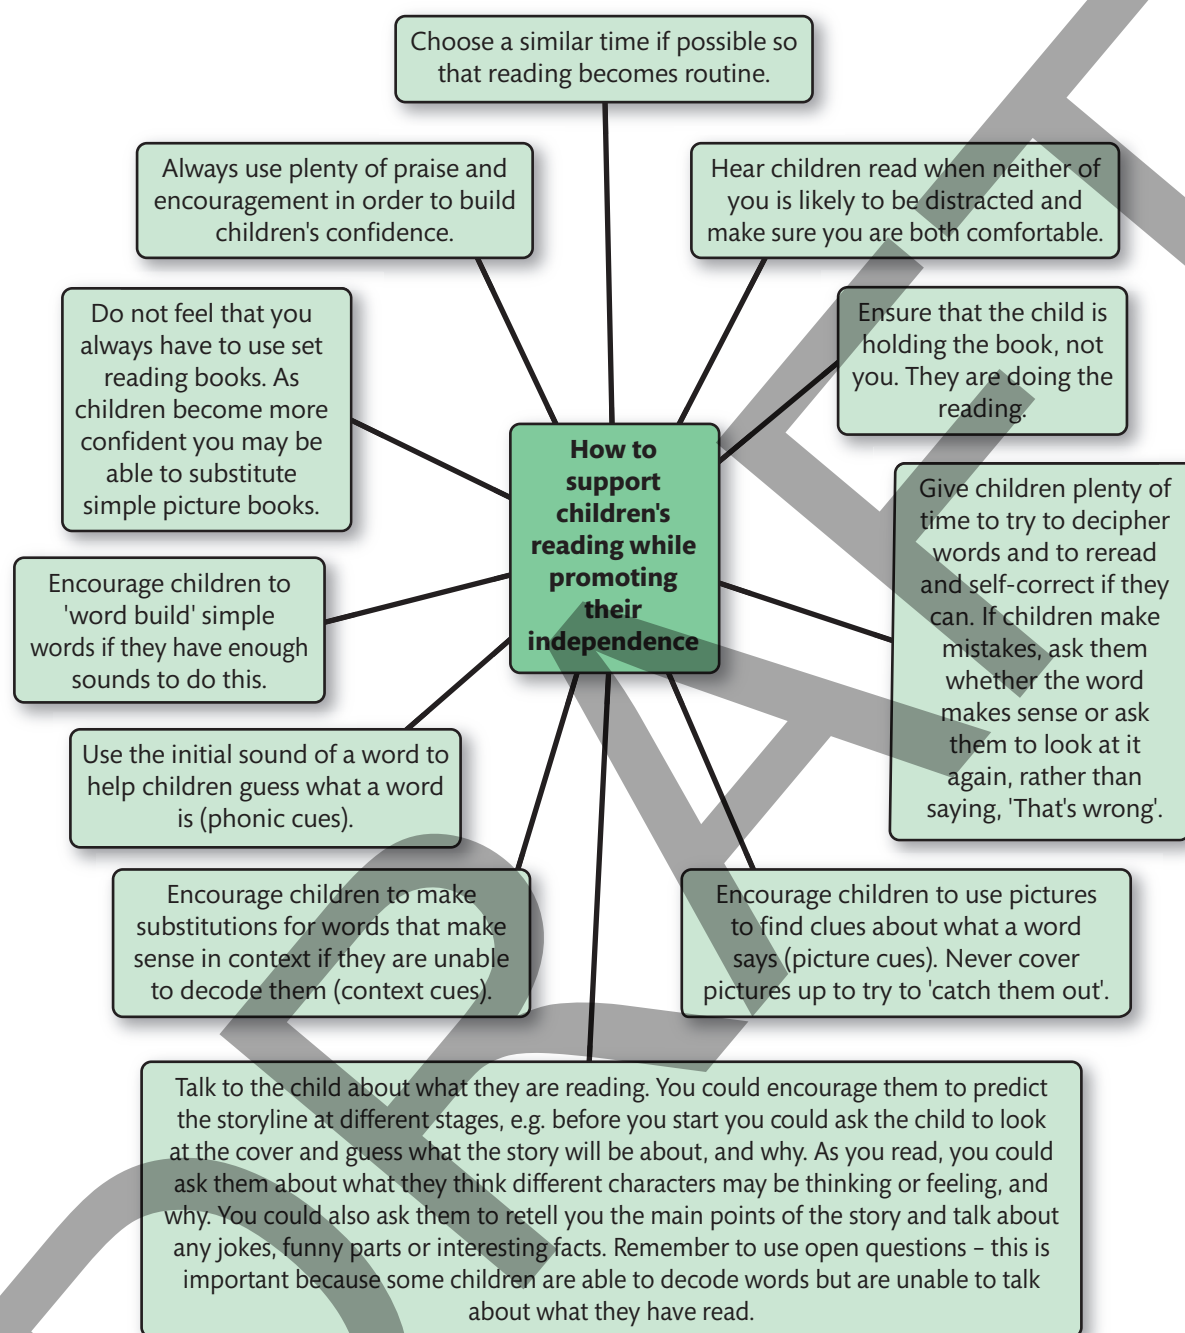 Choose a similar time if possible so
that reading becomes routine.
Always use plenty of praise and
encouragement in order to build
children's confidence.
Hear children read when neither of
you is likely to be distracted and
make sure you are both comfortable.
Do not feel that you
always have to use set
reading books. As
children become more
confident you may be
able to substitute
simple picture books.
Ensure that the child is
holding the book, not
you. They are doing the
reading.
How to
support
children's
reading while
promoting
their
independence
Give children plenty of
time to try to decipher
words and to reread
and self-correct if they
can. If children make
mistakes, ask them
whether the word
makes sense or ask
them to look at it
again, rather than
saying, 'That's wrong'.
Encourage children to
'word build' simple
words if they have enough
sounds to do this.
Use the initial sound of a word to
help children guess what a word
is (phonic cues).
Encourage children to make
substitutions for words that make
sense in context if they are unable
to decode them (context cues).
Encourage children to use pictures
to find clues about what a word
says (picture cues). Never cover
pictures up to try to 'catch them out'.
Talk to the child about what they are reading. You could encourage them to predict
the storyline at different stages, e.g. before you start you could ask the child to look
at the cover and guess what the story will be about, and why. As you read, you could
ask them about what they think different characters may be thinking or feeling, and
why. You could also ask them to retell you the main points of the story and talk about
any jokes, funny parts or interesting facts. Remember to use open questions – this is
important because some children are able to decode words but are unable to talk
about what they have read.
DRAFT